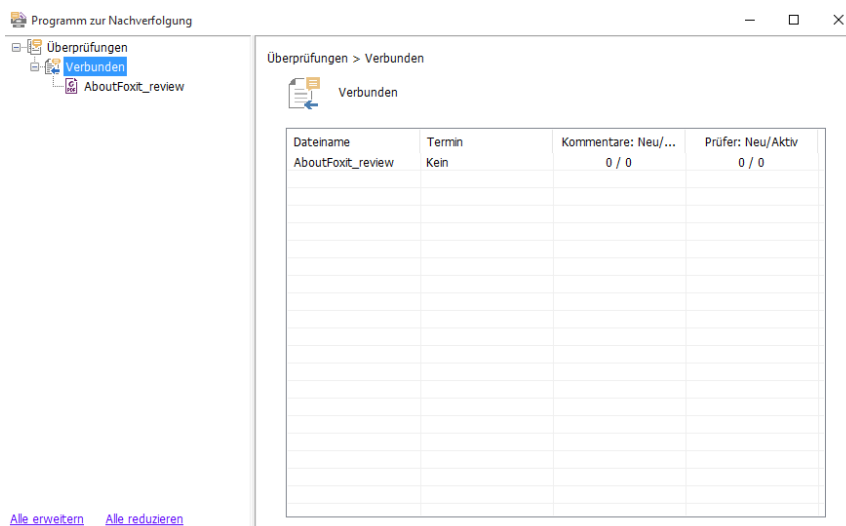 Programm zur Nachverfolgung
Überprüfungen
Verbunden
AboutFoxit_review
Alle erweitern Alle reduzieren
Überprüfungen > Verbunden
Verbunden
Dateiname Termin Kommentare: Neu/... Prüfer: Neu/Aktiv
AboutFoxit_review Kein 0 / 0 0 / 0